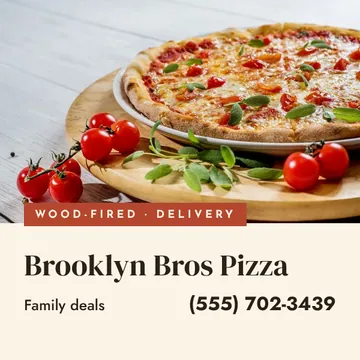 WOOD-FIRED · DELIVERY
Brooklyn Bros Pizza
Family deals
(555) 702-3439